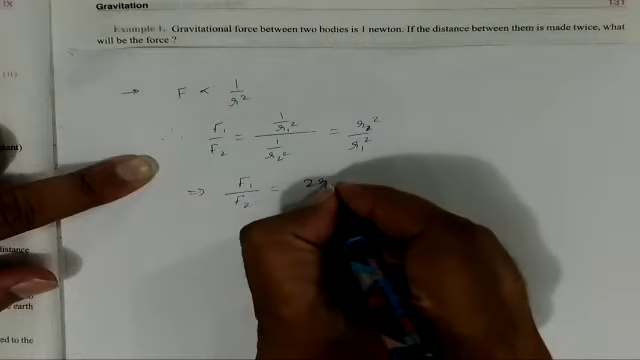 IX
Gravitation
131
Example 1. Gravitational force between two bodies is 1 newton. If the distance between them is made twice, what
will be the force ?
→ F ∝ 1/r²
∴ F₁/F₂ = (1/r₁²)/(1/r₂²) = r₂²/r₁²
⇒ F₁/F₂ = 2r
distance
e earth
ed to the